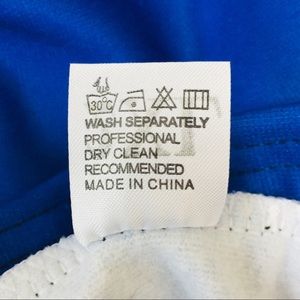 30°C
WASH SEPARATELY
PROFESSIONAL
DRY CLEAN
RECOMMENDED
MADE IN CHINA